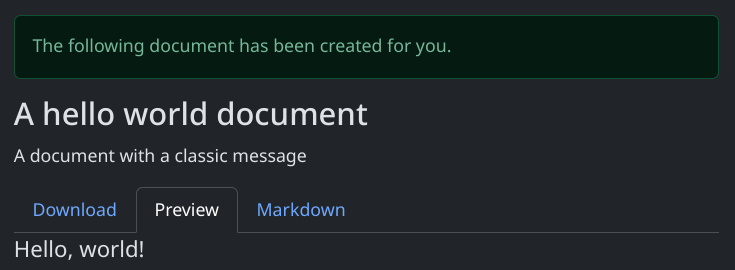 The following document has been created for you.
A hello world document
A document with a classic message
Download Preview Markdown
Hello, world!